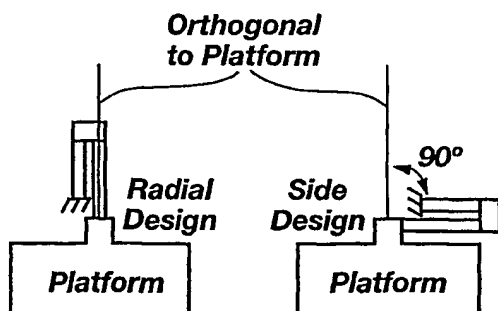 Orthogonal
to Platform
90º
Radial
Design
Side
Design
Platform
Platform